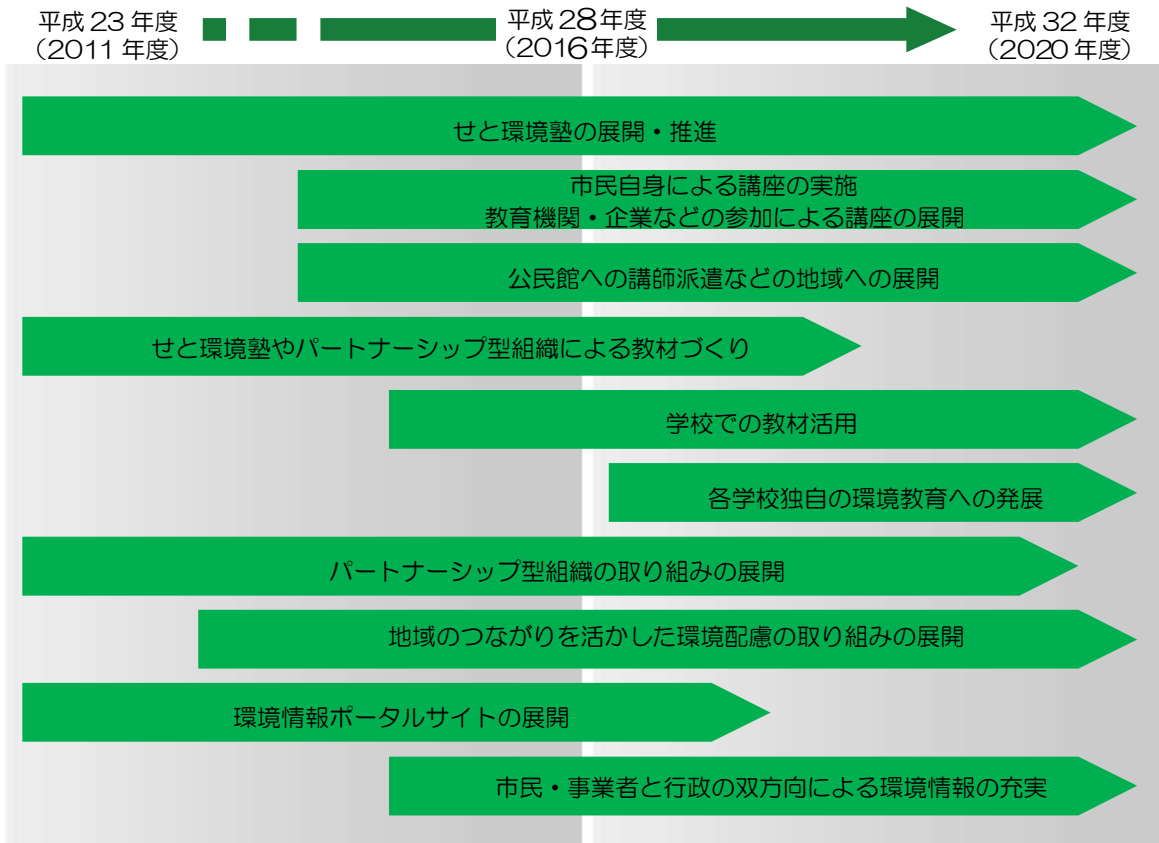 平成 23 年度
（2011 年度）
平成 28年度
（2016年度）
平成 32 年度
（2020 年度）
せと環境塾の展開・推進
市民自身による講座の実施
教育機関・企業などの参加による講座の展開
公民館への講師派遣などの地域への展開
せと環境塾やパートナーシップ型組織による教材づくり
学校での教材活用
各学校独自の環境教育への発展
パートナーシップ型組織の取り組みの展開
地域のつながりを活かした環境配慮の取り組みの展開
環境情報ポータルサイトの展開
市民・事業者と行政の双方向による環境情報の充実